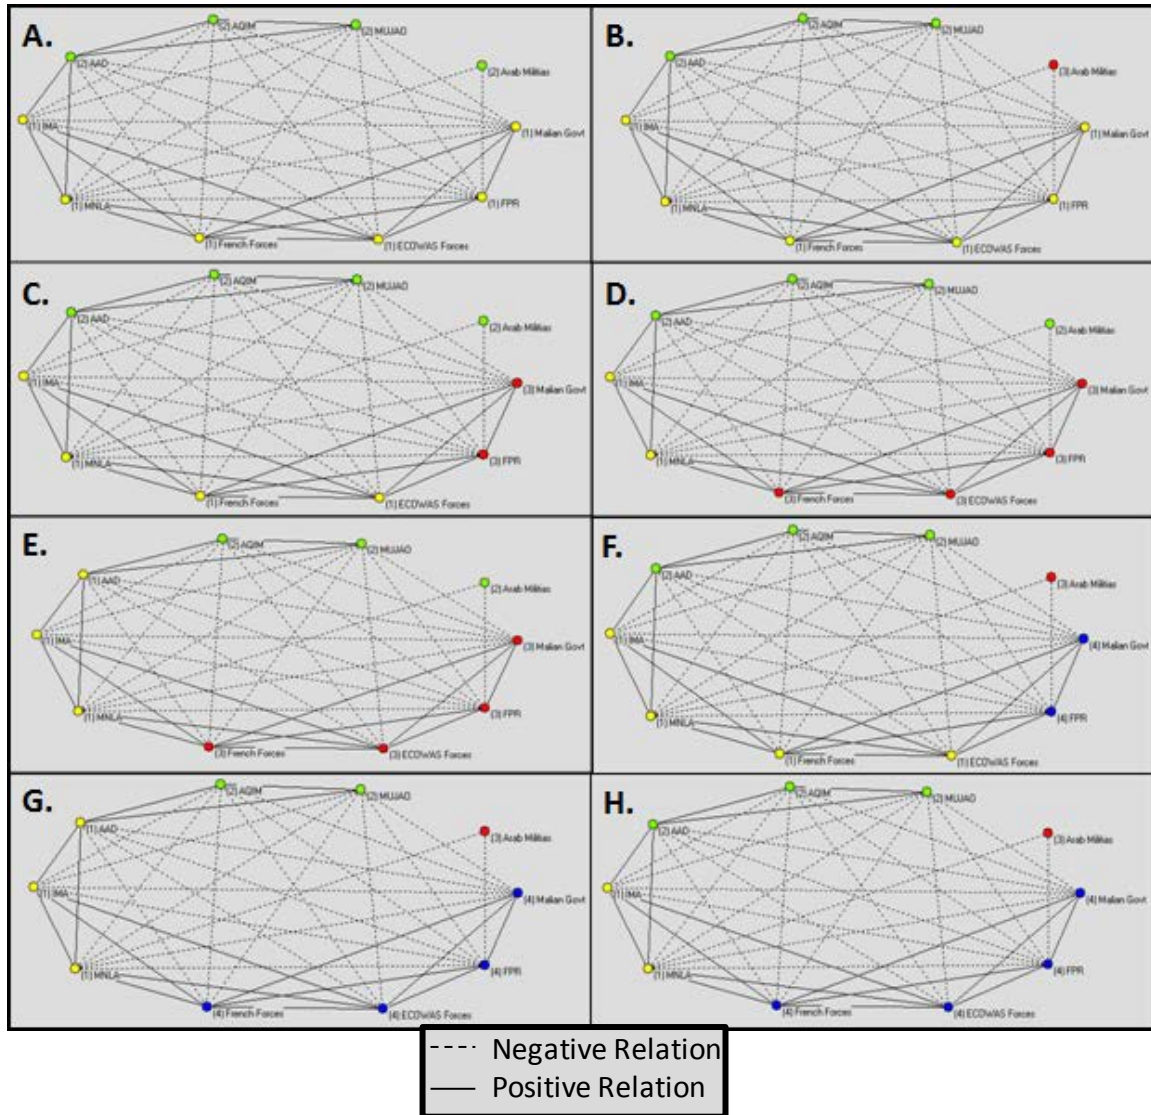 A.
(2) AQIM
(2) MUJAO
(2) AAD
(2) Arab Militias
(1) IMA
(1) Malian Govt
(1) MNLA
(1) FPR
(1) French Forces
(1) ECOWAS Forces
B.
(2) AQIM
(2) MUJAO
(2) AAD
(3) Arab Militias
(1) IMA
(1) Malian Govt
(1) MNLA
(1) FPR
(1) French Forces
(1) ECOWAS Forces
C.
(2) AQIM
(2) MUJAO
(2) AAD
(2) Arab Militias
(1) IMA
(3) Malian Govt
(1) MNLA
(3) FPR
(1) French Forces
(1) ECOWAS Forces
D.
(2) AQIM
(2) MUJAO
(2) AAD
(2) Arab Militias
(1) IMA
(3) Malian Govt
(1) MNLA
(3) FPR
(3) French Forces
(3) ECOWAS Forces
E.
(2) AQIM
(2) MUJAO
(1) AAD
(2) Arab Militias
(1) IMA
(3) Malian Govt
(1) MNLA
(3) FPR
(3) French Forces
(3) ECOWAS Forces
F.
(2) AQIM
(2) MUJAO
(2) AAD
(3) Arab Militias
(1) IMA
(4) Malian Govt
(1) MNLA
(4) FPR
(1) French Forces
(1) ECOWAS Forces
G.
(2) AQIM
(2) MUJAO
(1) AAD
(3) Arab Militias
(1) IMA
(4) Malian Govt
(1) MNLA
(4) FPR
(4) French Forces
(4) ECOWAS Forces
H.
(2) AQIM
(2) MUJAO
(2) AAD
(3) Arab Militias
(1) IMA
(4) Malian Govt
(1) MNLA
(4) FPR
(4) French Forces
(4) ECOWAS Forces
Negative Relation
Positive Relation